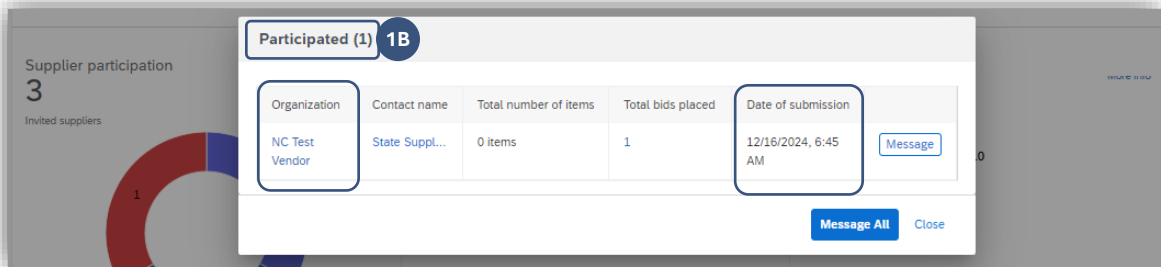 Participated (1)
1B
Supplier participation
3
Invited suppliers
1
More info
.0
Organization
Contact name
Total number of items
Total bids placed
Date of submission
NC Test
Vendor
State Suppl...
0 items
1
12/16/2024, 6:45
AM
Message
Message All
Close